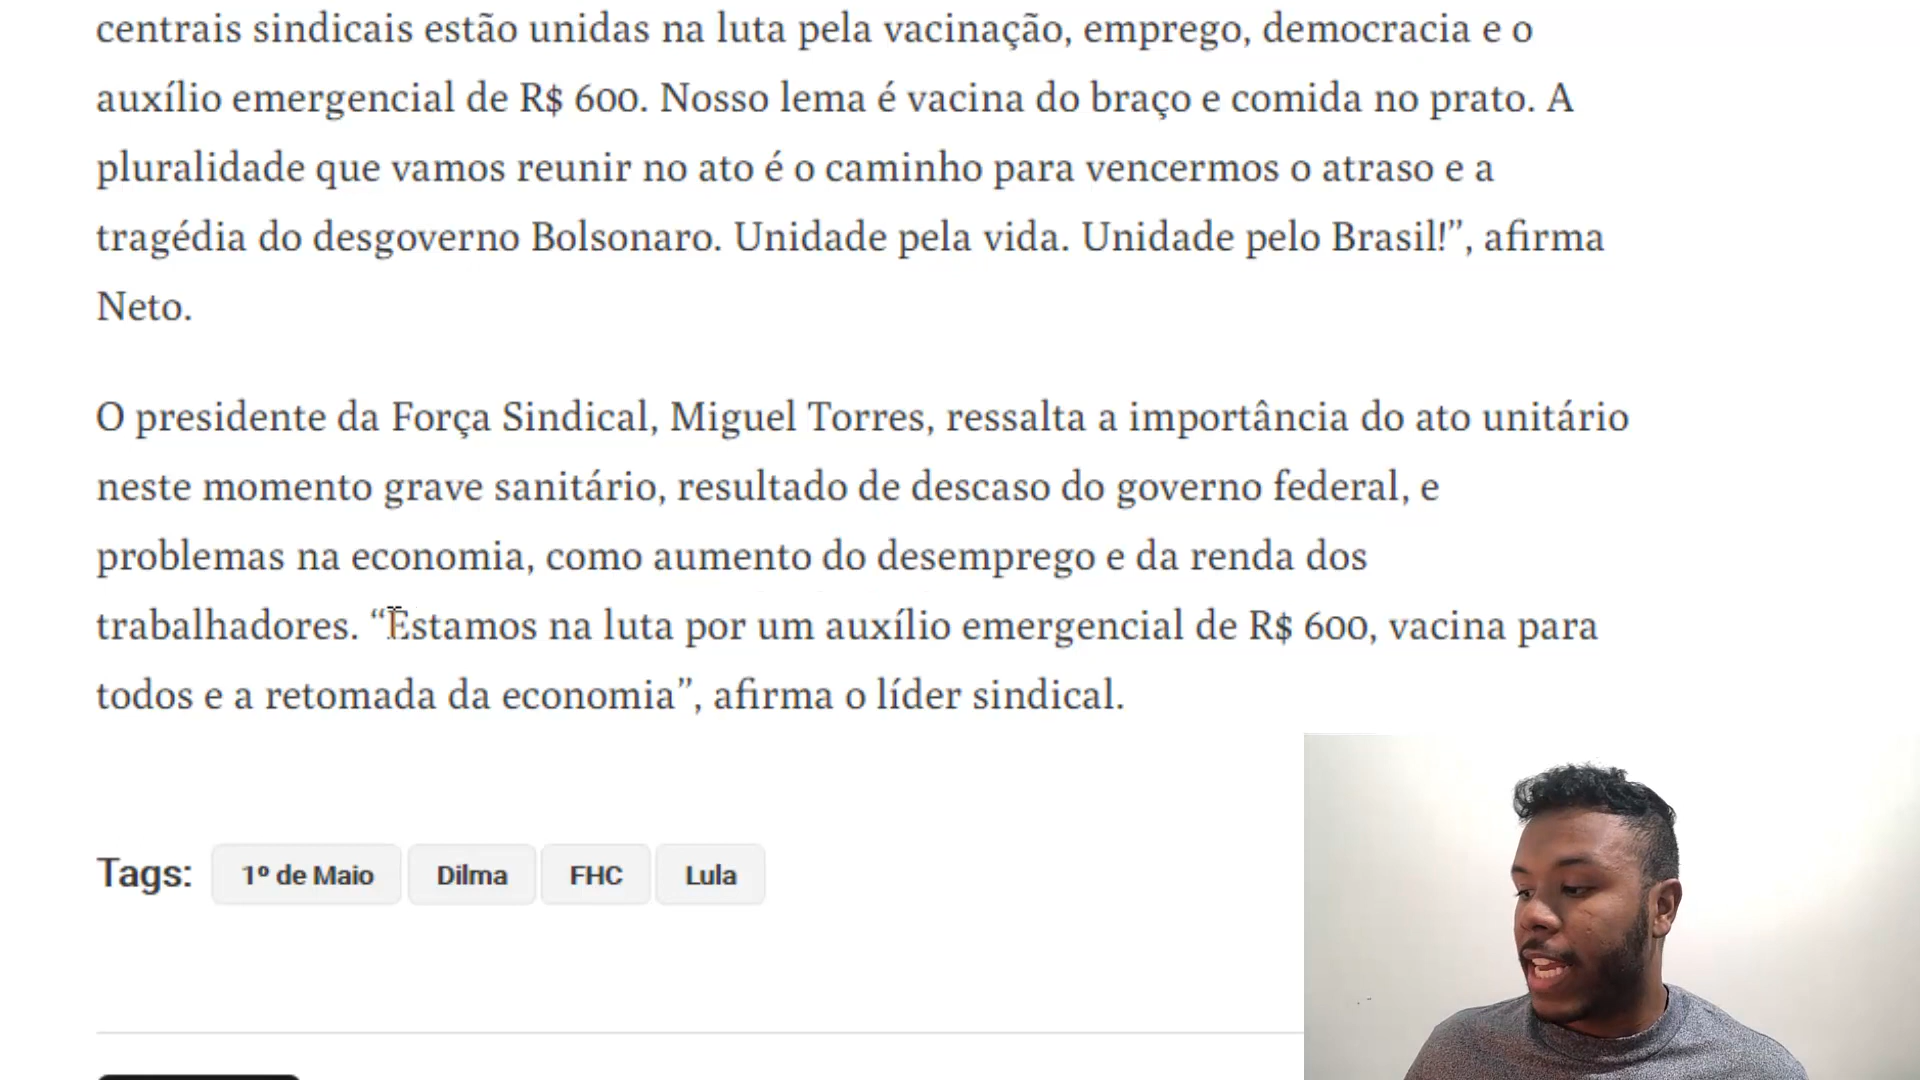 centrais sindicais estão unidas na luta pela vacinação, emprego, democracia e o
auxílio emergencial de R$ 600. Nosso lema é vacina do braço e comida no prato. A
pluralidade que vamos reunir no ato é o caminho para vencermos o atraso e a
tragédia do desgoverno Bolsonaro. Unidade pela vida. Unidade pelo Brasil!”, afirma
Neto.
O presidente da Força Sindical, Miguel Torres, ressalta a importância do ato unitário
neste momento grave sanitário, resultado de descaso do governo federal, e
problemas na economia, como aumento do desemprego e da renda dos
trabalhadores. “Estamos na luta por um auxílio emergencial de R$ 600, vacina para
todos e a retomada da economia”, afirma o líder sindical.
Tags: 1º de Maio Dilma FHC Lula